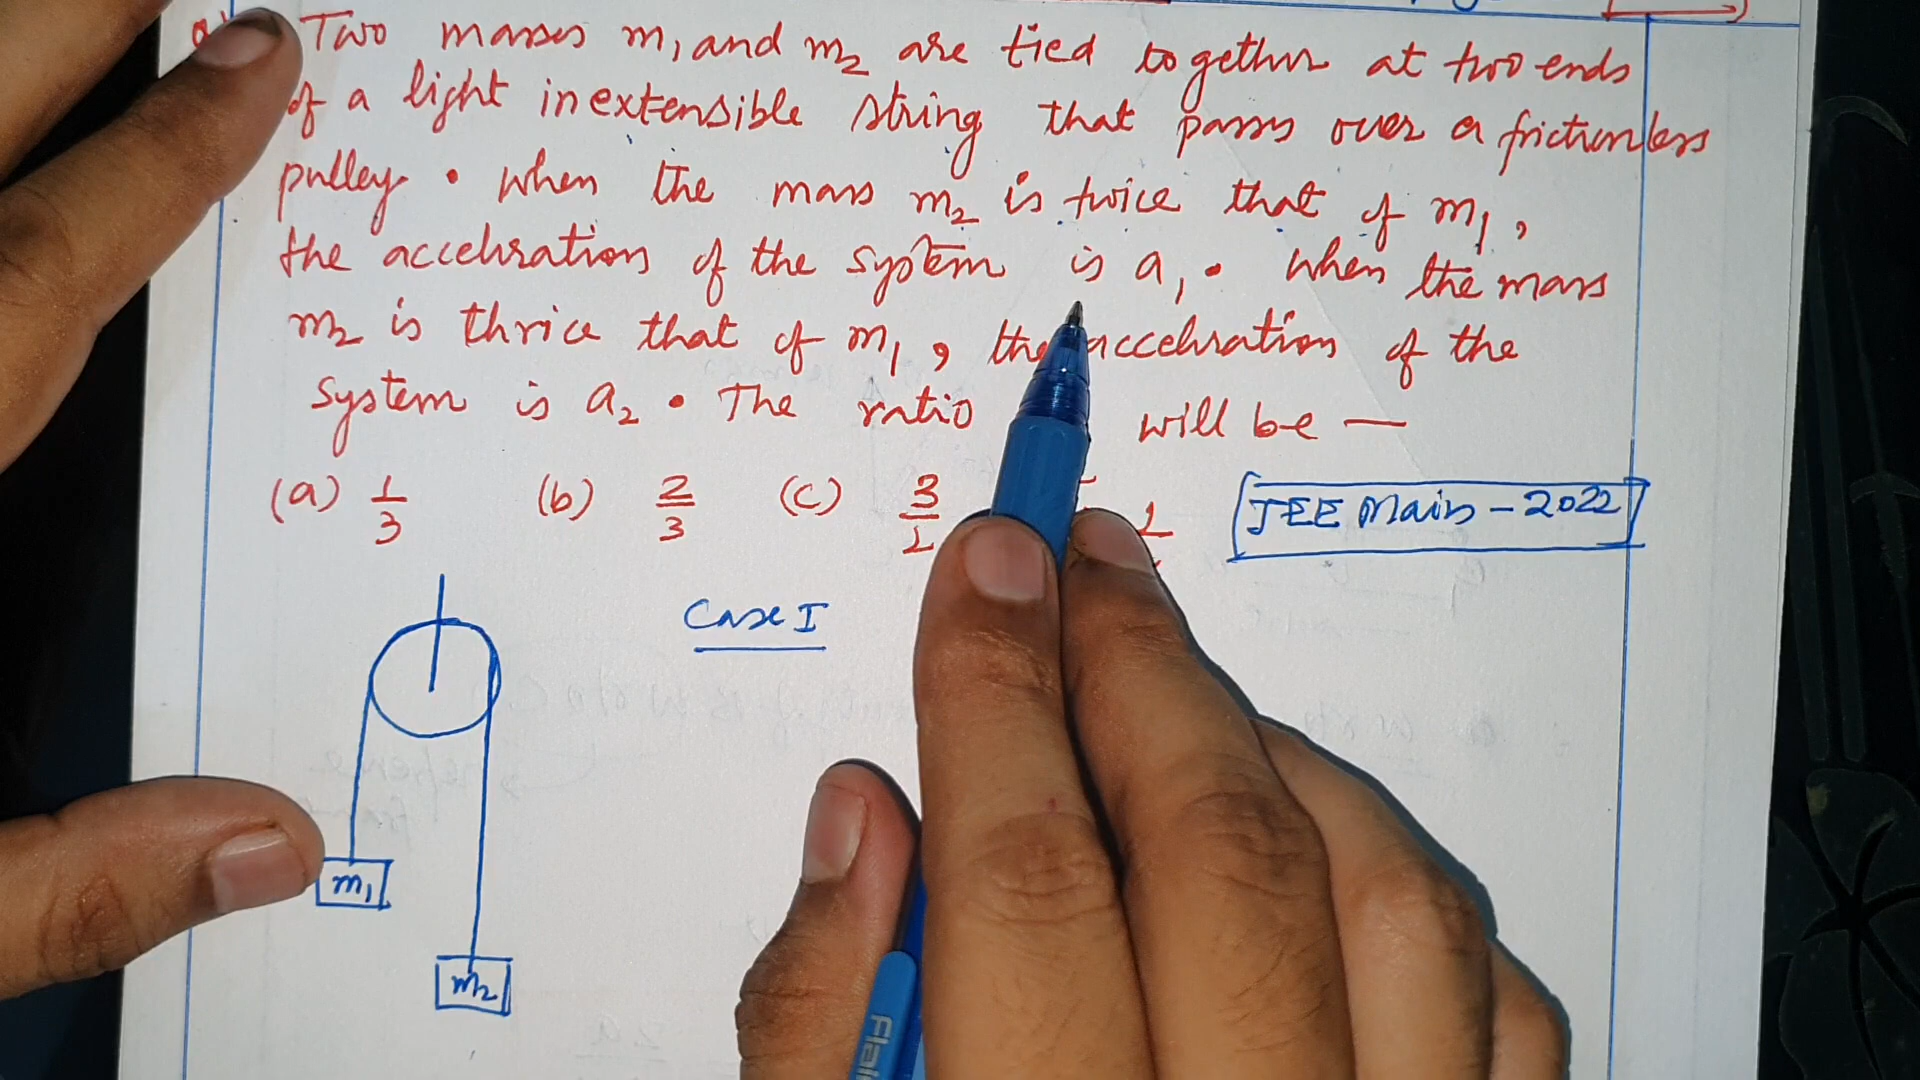 Two masses m1 and m2 are tied together at two ends
of a light inextensible string that passes over a frictionless
pulley. When the mass m2 is twice that of m1,
the acceleration of the system is a1. When the mass
m2 is thrice that of m1, the acceleration of the
system is a2. The ratio will be —
(a) 1/3 (b) 2/3 (c) 3/2 [JEE Main - 2022]
Case I
m1
m2
Flair